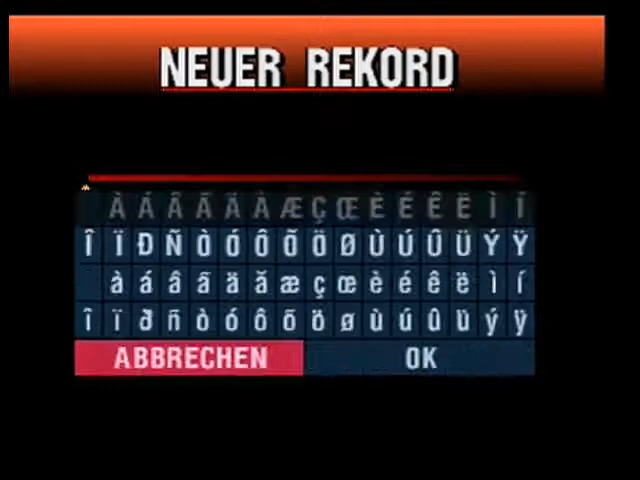 NEUER REKORD
À Á Â Ã Ä Å Æ Ç Œ È É Ê Ë Ì Í
Î Ï Ð Ñ Ò Ó Ô Õ Ö Ø Ù Ú Û Ü Ý Ÿ
à á â ã ä å æ ç œ è é ê ë ì í
î ï ð ñ ò ó ô õ ö ø ù ú û ü ý ÿ
ABBRECHEN OK